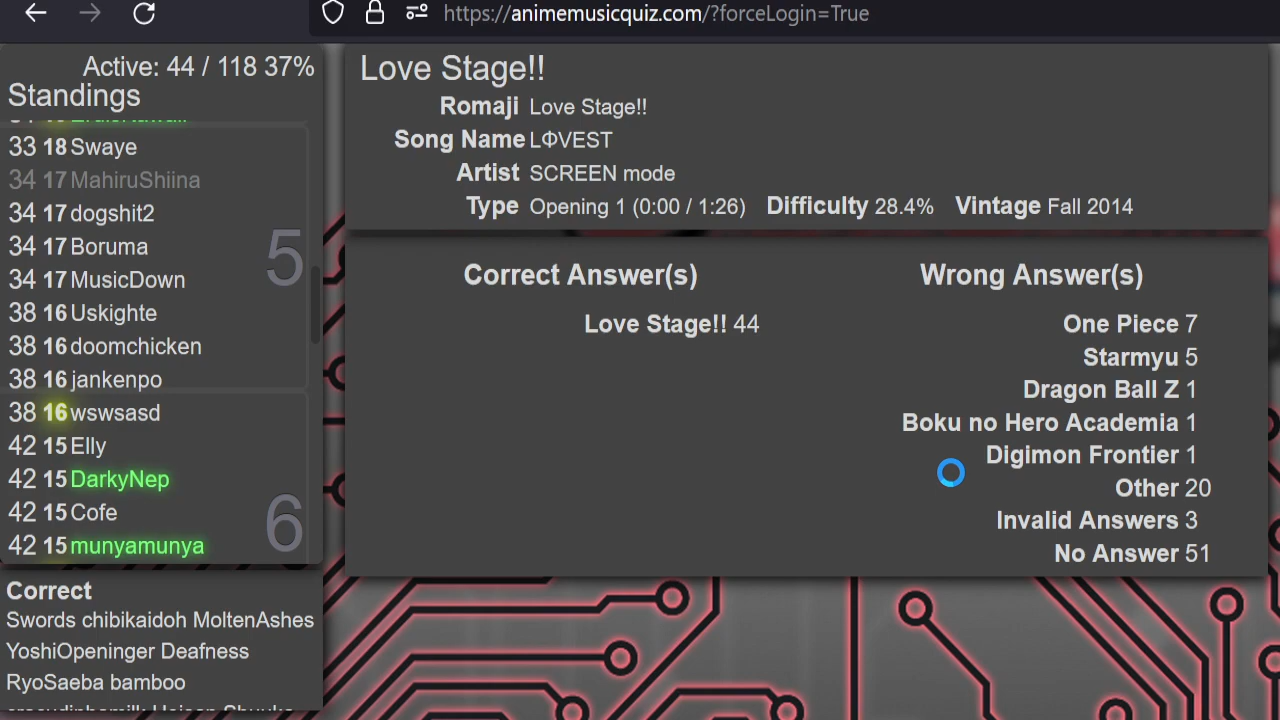 https://animemusicquiz.com/?forceLogin=True
Active: 44 / 118 37%
Standings
33 18 Swaye
34 17 MahiruShiina
34 17 dogshit2
34 17 Boruma
34 17 MusicDown
38 16 Uskighte
38 16 doomchicken
38 16 jankenpo
5
38 16 wswsasd
42 15 Elly
42 15 DarkyNep
42 15 Cofe
42 15 munyamunya
6
Correct
Swords chibikaidoh MoltenAshes
YoshiOpeninger Deafness
RyoSaeba bamboo
Love Stage!!
Romaji Love Stage!!
Song Name LΦVEST
Artist SCREEN mode
Type Opening 1 (0:00 / 1:26) Difficulty 28.4% Vintage Fall 2014
Correct Answer(s)
Love Stage!! 44
Wrong Answer(s)
One Piece 7
Starmyu 5
Dragon Ball Z 1
Boku no Hero Academia 1
Digimon Frontier 1
Other 20
Invalid Answers 3
No Answer 51